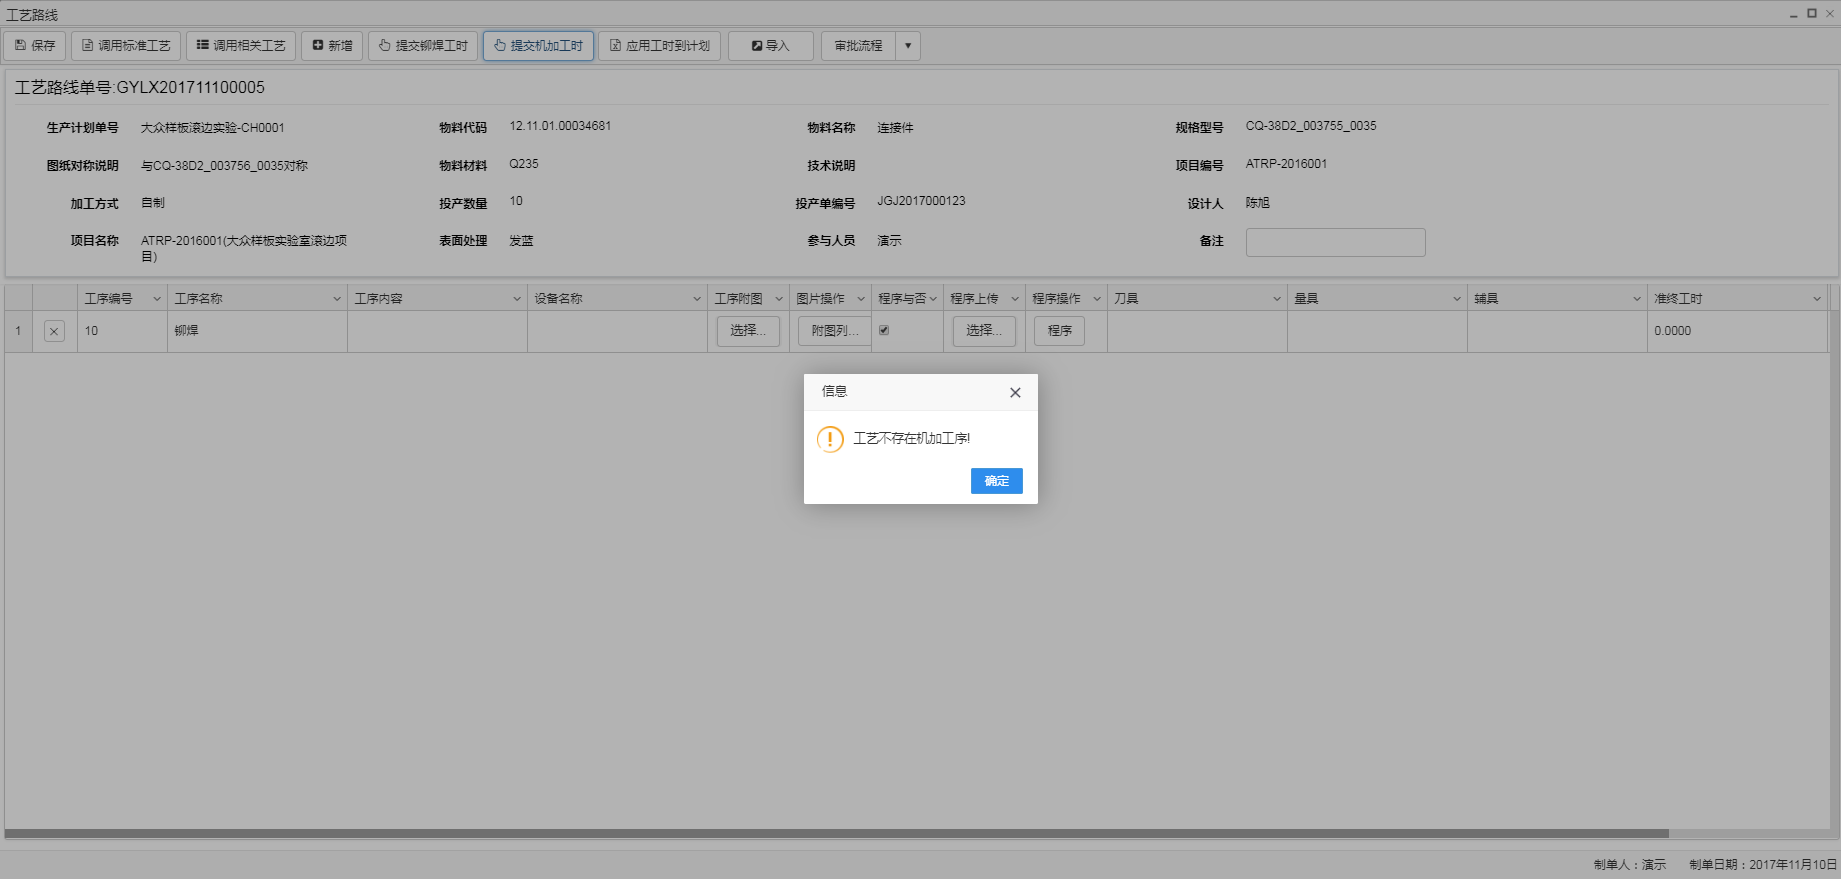 工艺路线
保存 调用标准工艺 调用相关工艺 新增 提交铆焊工时 提交机加工时 应用工时到计划 导入 审批流程
工艺路线单号:GYLX201711100005
生产计划单号 大众样板滚边实验-CH0001 物料代码 12.11.01.00034681 物料名称 连接件 规格型号 CQ-38D2_003755_0035
图纸对称说明 与CQ-38D2_003756_0035对称 物料材料 Q235 技术说明 项目编号 ATRP-2016001
加工方式 自制 投产数量 10 投产单编号 JGJ2017000123 设计人 陈旭
项目名称 ATRP-2016001(大众样板实验室滚边项
目) 表面处理 发蓝 参与人员 演示 备注
工序编号 工序名称 工序内容 设备名称 工序附图 图片操作 程序与否 程序上传 程序操作 刀具 量具 辅具 准终工时
1 10 铆焊 选择... 附图列... 选择... 程序 0.0000
信息
工艺不存在机加工序!
确定
制单人：演示 制单日期：2017年11月10日